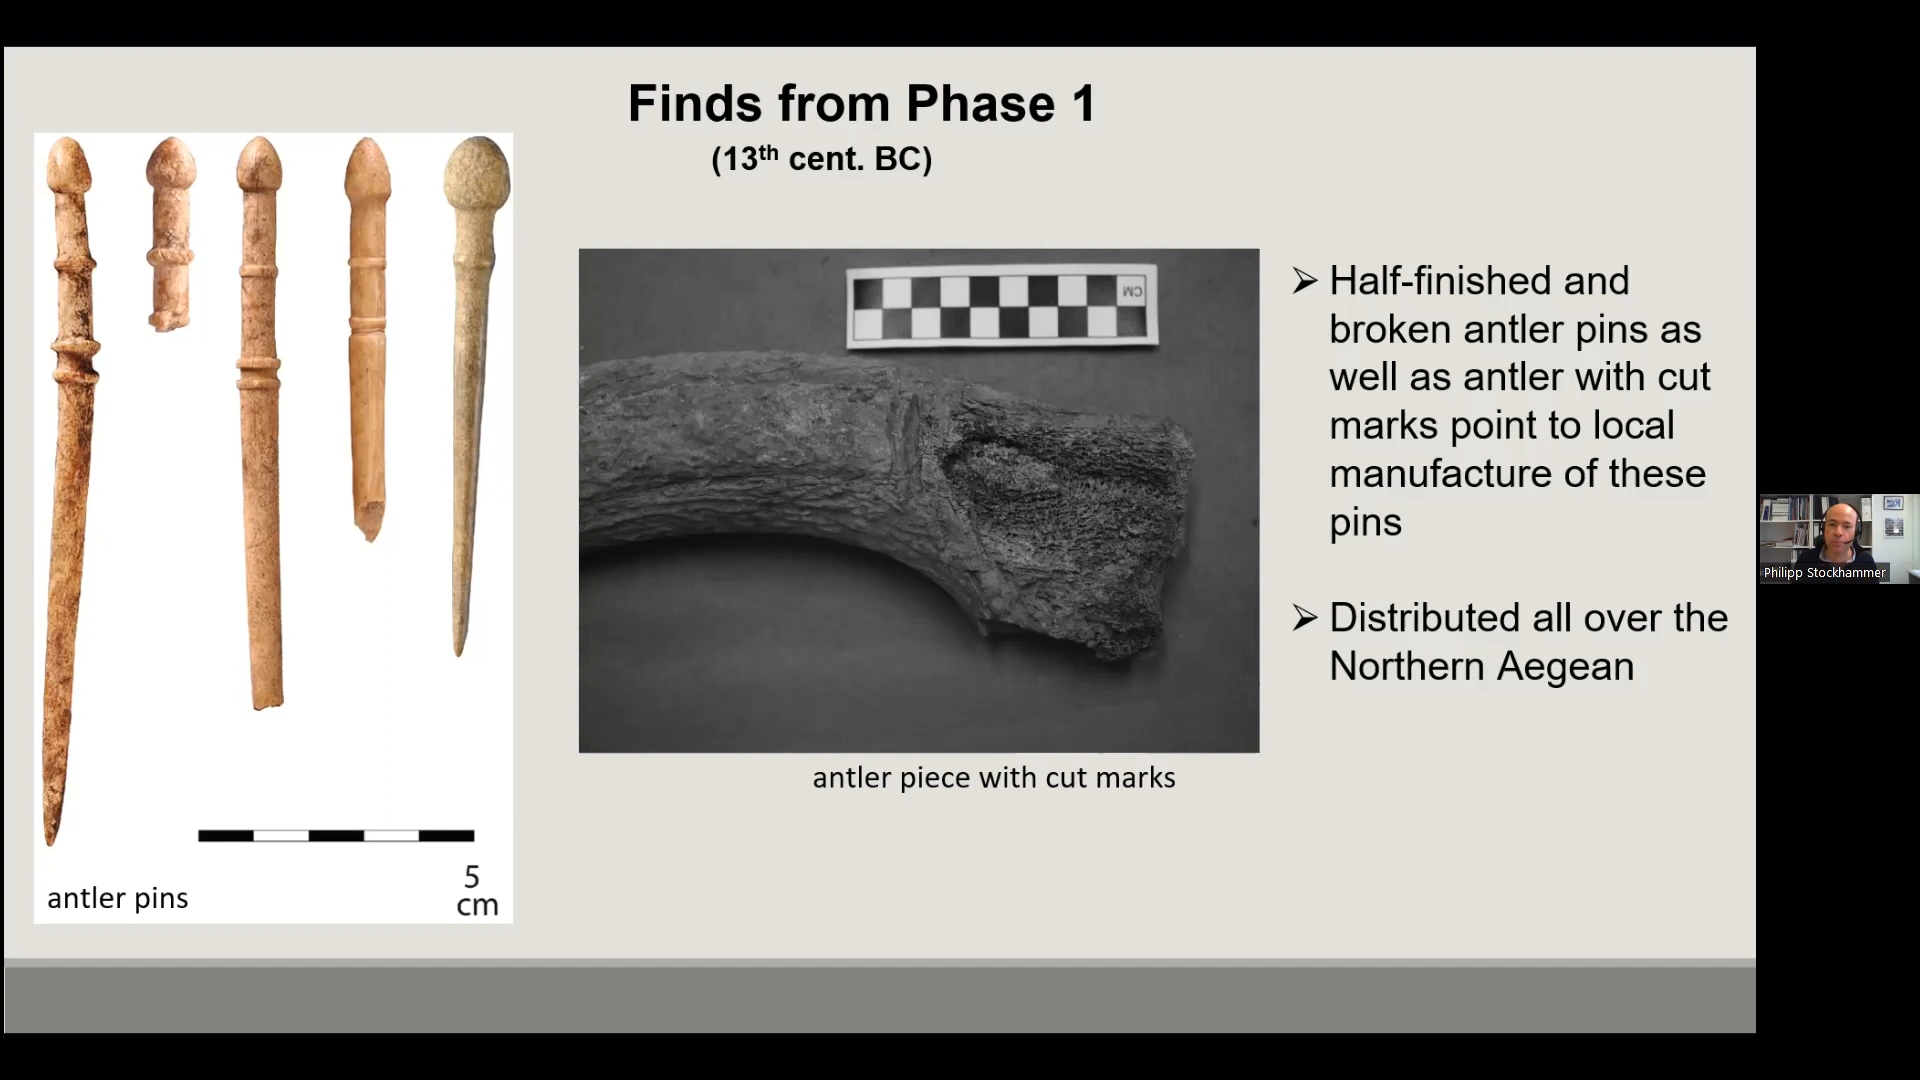 Finds from Phase 1
(13th cent. BC)
antler pins
5
cm
CM
antler piece with cut marks
➢ Half-finished and
broken antler pins as
well as antler with cut
marks point to local
manufacture of these
pins
➢ Distributed all over the
Northern Aegean
Philipp Stockhammer